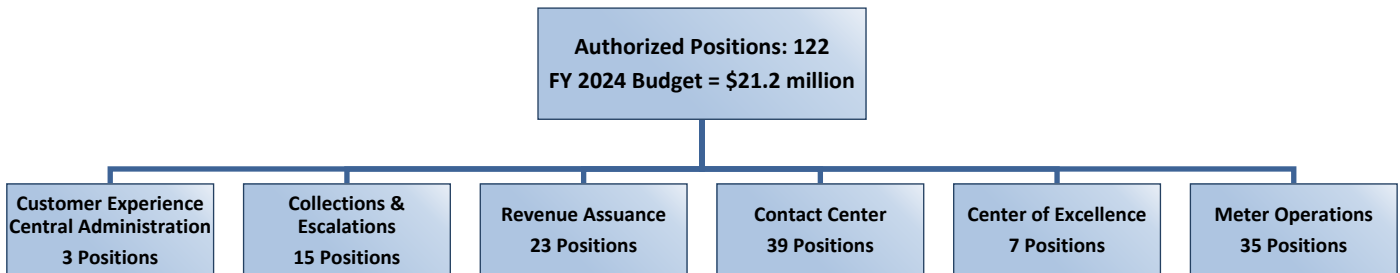 Authorized Positions: 122
FY 2024 Budget = $21.2 million
Customer Experience
Central Administration
3 Positions
Collections &
Escalations
15 Positions
Revenue Assuance
23 Positions
Contact Center
39 Positions
Center of Excellence
7 Positions
Meter Operations
35 Positions